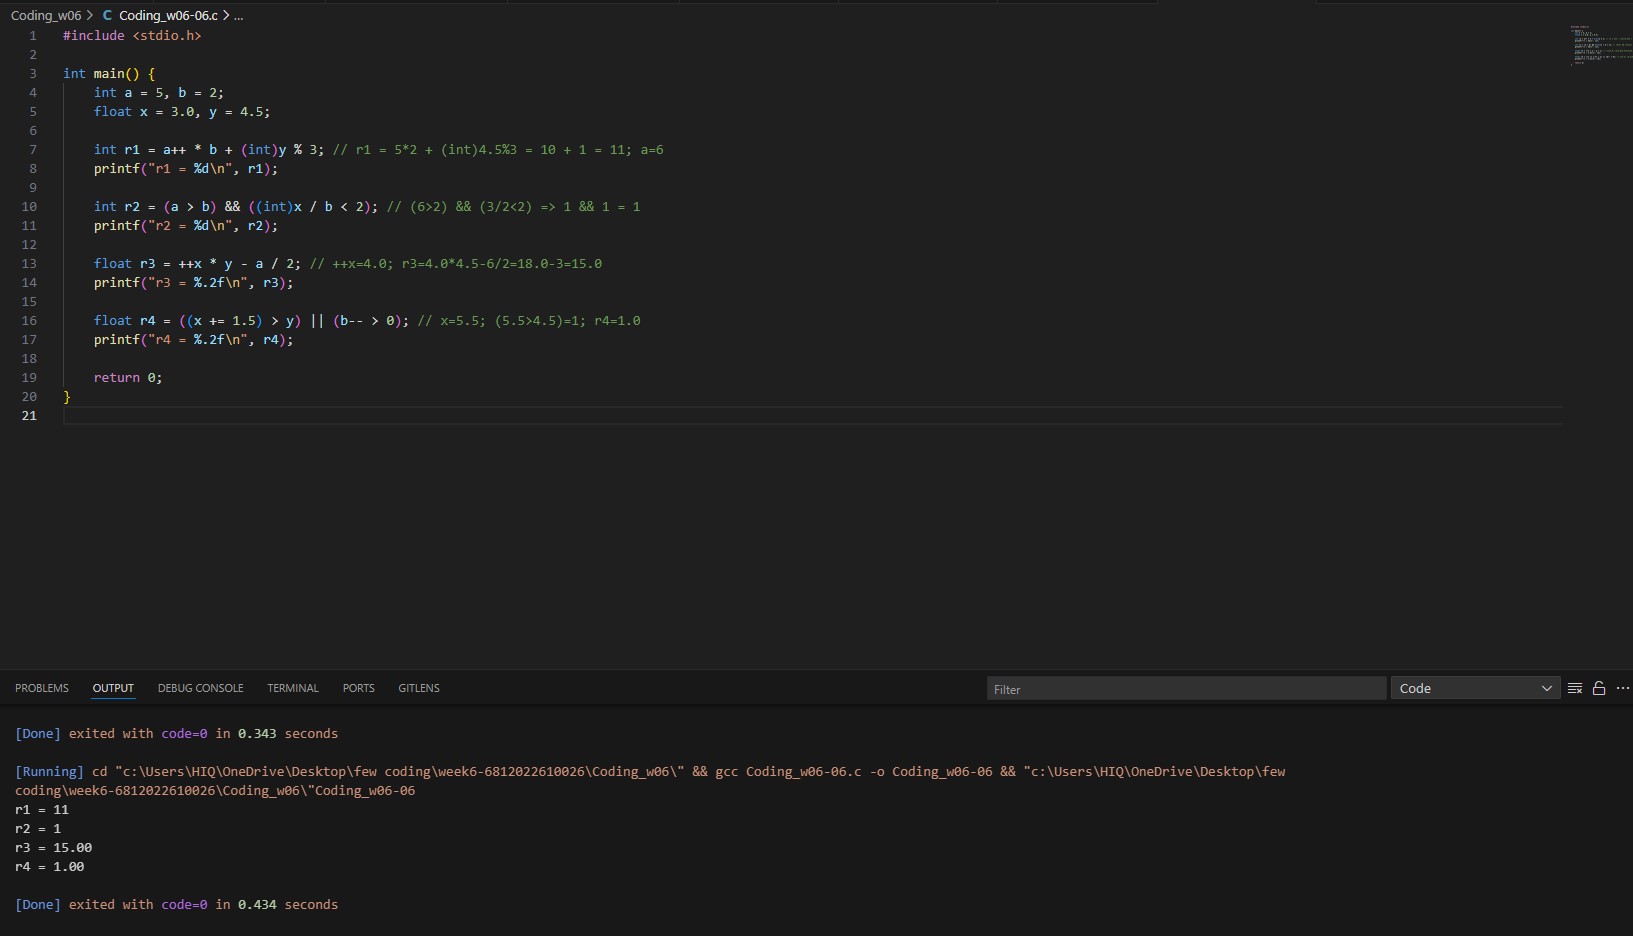 Coding_w06 > C Coding_w06-06.c > ...
1 #include <stdio.h>
2
3 int main() {
4     int a = 5, b = 2;
5     float x = 3.0, y = 4.5;
6
7     int r1 = a++ * b + (int)y % 3; // r1 = 5*2 + (int)4.5%3 = 10 + 1 = 11; a=6
8     printf("r1 = %d\n", r1);
9
10     int r2 = (a > b) && ((int)x / b < 2); // (6>2) && (3/2<2) => 1 && 1 = 1
11     printf("r2 = %d\n", r2);
12
13     float r3 = ++x * y - a / 2; // ++x=4.0; r3=4.0*4.5-6/2=18.0-3=15.0
14     printf("r3 = %.2f\n", r3);
15
16     float r4 = ((x += 1.5) > y) || (b-- > 0); // x=5.5; (5.5>4.5)=1; r4=1.0
17     printf("r4 = %.2f\n", r4);
18
19     return 0;
20 }
21
PROBLEMS OUTPUT DEBUG CONSOLE TERMINAL PORTS GITLENS Filter Code
[Done] exited with code=0 in 0.343 seconds
[Running] cd "c:\Users\HIQ\OneDrive\Desktop\few coding\week6-6812022610026\Coding_w06\" && gcc Coding_w06-06.c -o Coding_w06-06 && "c:\Users\HIQ\OneDrive\Desktop\few
coding\week6-6812022610026\Coding_w06\"Coding_w06-06
r1 = 11
r2 = 1
r3 = 15.00
r4 = 1.00
[Done] exited with code=0 in 0.434 seconds